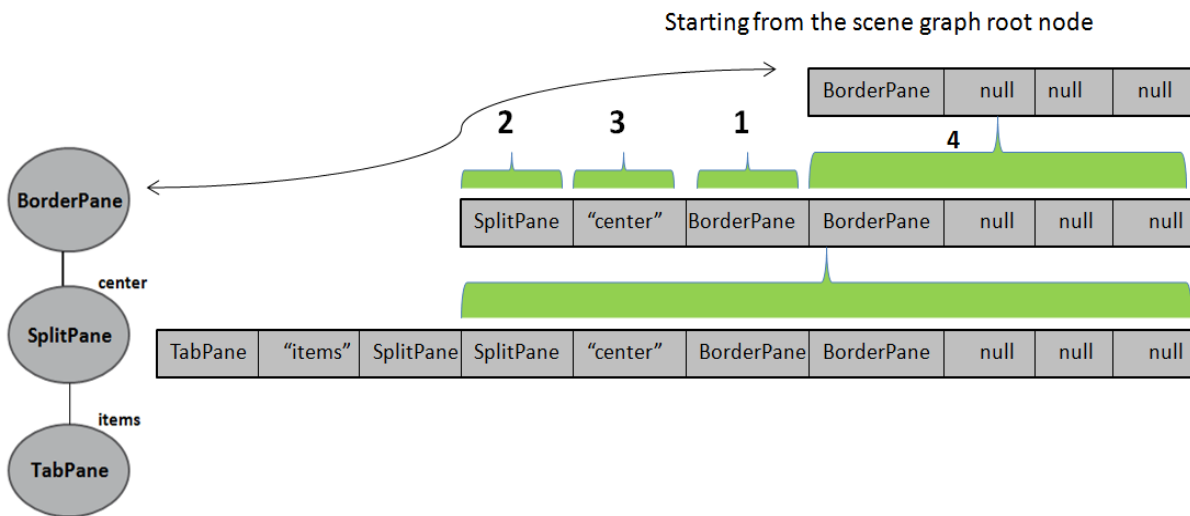 Starting from the scene graph root node
BorderPane null null null
2 3 1 4
BorderPane
SplitPane “center” BorderPane BorderPane null null null
center
SplitPane
TabPane “items” SplitPane SplitPane “center” BorderPane BorderPane null null null
items
TabPane